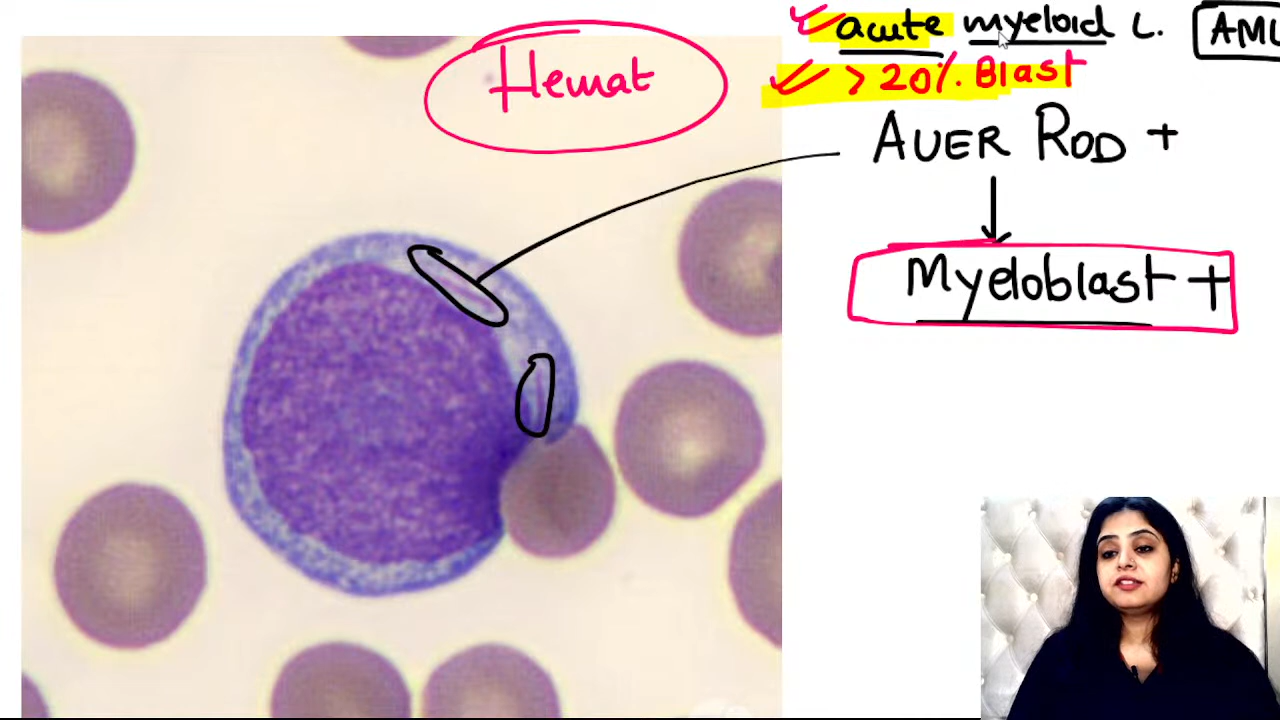 Hemat
acute myeloid L. AML
> 20%. Blast
AUER ROD +
Myeloblast +